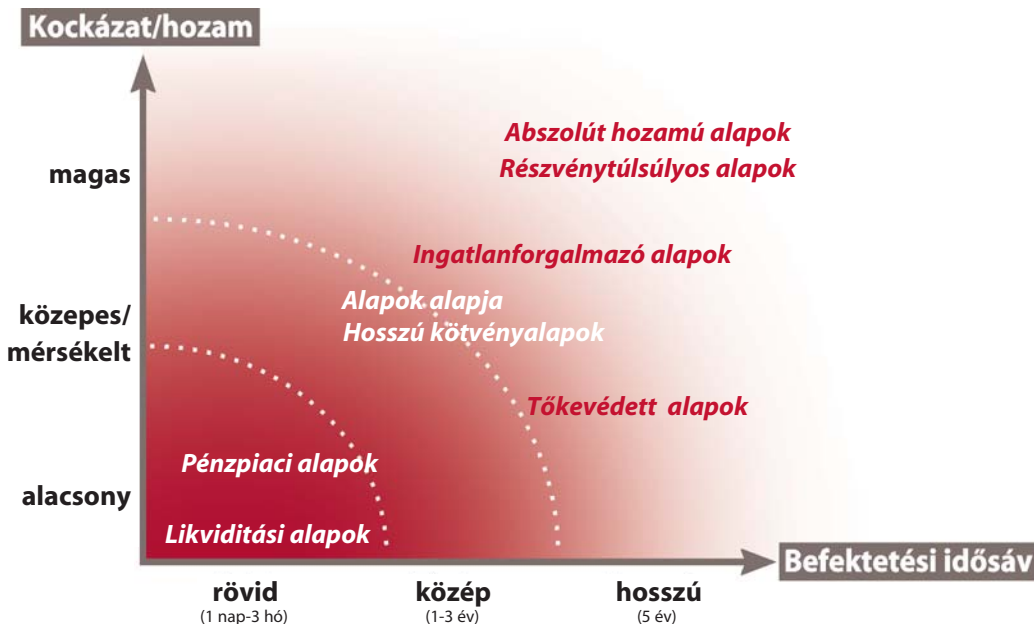 Kockázat/hozam
Abszolút hozamú alapok
Részvénytúlsúlyos alapok
magas
Ingatlanforgalmazó alapok
Alapok alapja
Hosszú kötvényalapok
közepes/
mérsékelt
Tőkevédett alapok
Pénzpiaci alapok
alacsony
Likviditási alapok
Befektetési idősáv
rövid
(1 nap-3 hó)
közép
(1-3 év)
hosszú
(5 év)